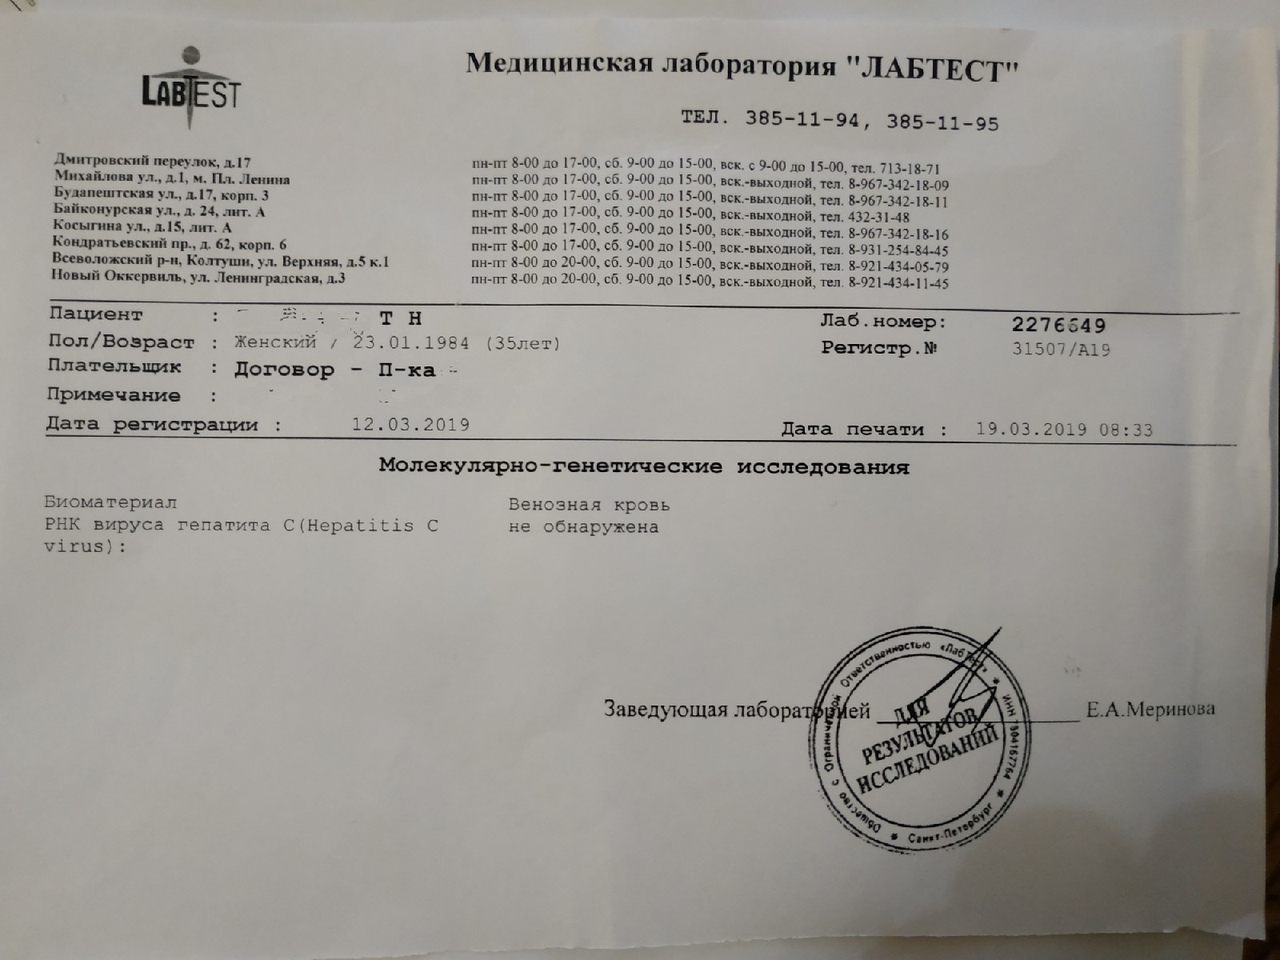 LABTEST
Медицинская лаборатория "ЛАБТЕСТ"
ТЕЛ. 385-11-94, 385-11-95
Дмитровский переулок, д.17 пн-пт 8-00 до 17-00, сб. 9-00 до 15-00, вск. с 9-00 до 15-00, тел. 713-18-71
Михайлова ул., д.1, м. Пл. Ленина пн-пт 8-00 до 17-00, сб. 9-00 до 15-00, вск.-выходной, тел. 8-967-342-18-09
Будапештская ул., д.17, корп. 3 пн-пт 8-00 до 17-00, сб. 9-00 до 15-00, вск.-выходной, тел. 8-967-342-18-11
Байконурская ул., д. 24, лит. А пн-пт 8-00 до 17-00, сб. 9-00 до 15-00, вск.-выходной, тел. 432-31-48
Косыгина ул., д.15, лит. А пн-пт 8-00 до 17-00, сб. 9-00 до 15-00, вск.-выходной, тел. 8-967-342-18-16
Кондратьевский пр., д. 62, корп. 6 пн-пт 8-00 до 17-00, сб. 9-00 до 15-00, вск.-выходной, тел. 8-931-254-84-45
Всеволожский р-н, Колтуши, ул. Верхняя, д.5 к.1 пн-пт 8-00 до 20-00, сб. 9-00 до 15-00, вск.-выходной, тел. 8-921-434-05-79
Новый Оккервиль, ул. Ленинградская, д.3 пн-пт 8-00 до 20-00, сб. 9-00 до 15-00, вск.-выходной, тел. 8-921-434-11-45
Пациент : Т Н Лаб.номер: 2276649
Пол/Возраст : Женский / 23.01.1984 (35лет) Регистр.№ 31507/А19
Плательщик : Договор - П-ка
Примечание :
Дата регистрации : 12.03.2019 Дата печати : 19.03.2019 08:33
Молекулярно-генетические исследования
Биоматериал Венозная кровь
РНК вируса гепатита С(Hepatitis C не обнаружена
virus):
Заведующая лабораторией Е.А.Меринова
Общество с Ограниченной Ответственностью «ЛабТест» * ИНН 7804167764 * Санкт-Петербург *
ДЛЯ
РЕЗУЛЬТАТОВ
ИССЛЕДОВАНИЙ